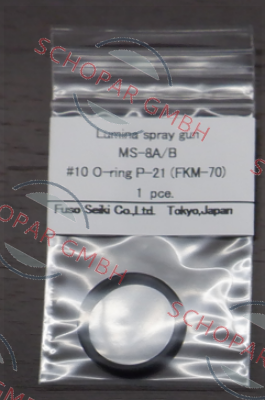 Lumina spray gun
MS-8A/B
#10 O-ring P-21 (FKM-70)
1 pce.
Fuso Seiki Co.,Ltd. Tokyo,Japan
SCHOPAR GMBH
SCHOPAR GMBH
SCHOPAR GMBH